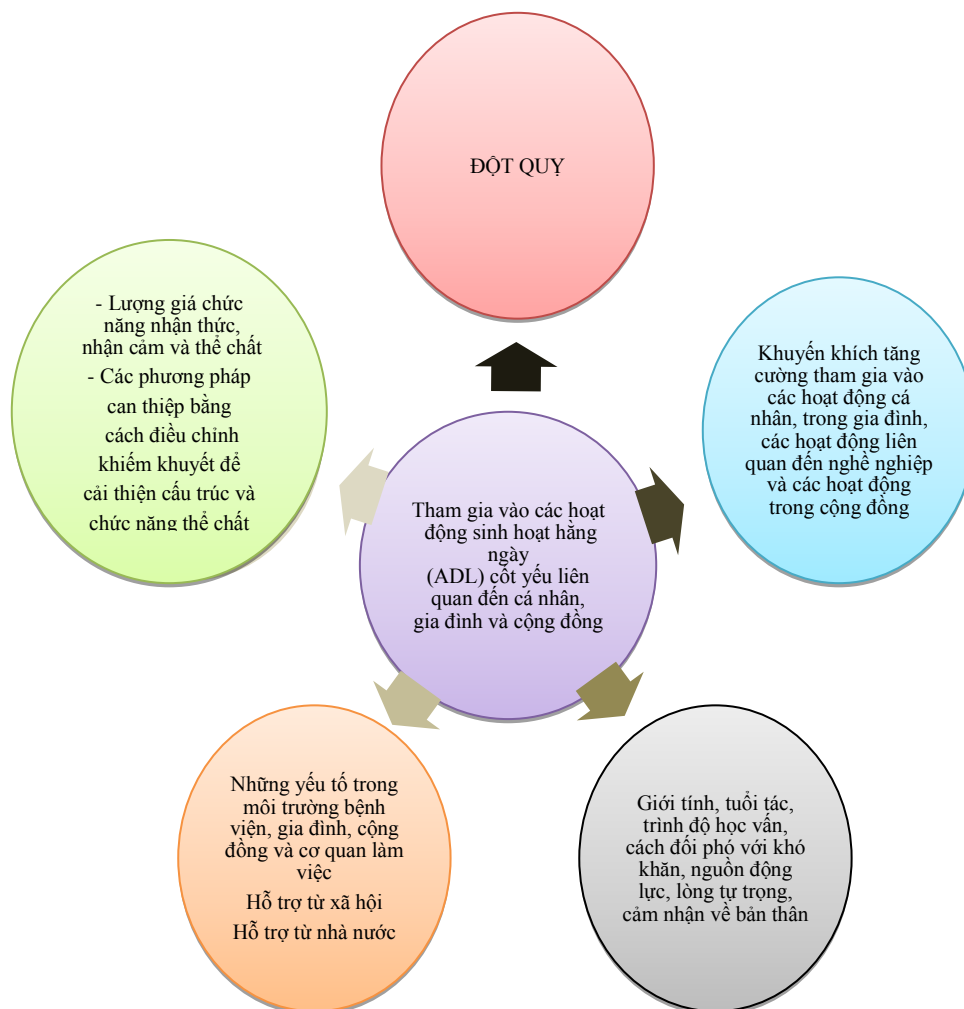 ĐỘT QUỴ
- Lượng giá chức
năng nhận thức,
nhận cảm và thể chất
- Các phương pháp
can thiệp bằng
cách điều chỉnh
khiếm khuyết để
cải thiện cấu trúc và
chức năng thể chất
Khuyến khích tăng
cường tham gia vào
các hoạt động cá
nhân, trong gia đình,
các hoạt động liên
quan đến nghề nghiệp
và các hoạt động
trong cộng đồng
Tham gia vào các hoạt
động sinh hoạt hằng
ngày
(ADL) cốt yếu liên
quan đến cá nhân,
gia đình và cộng đồng
Những yếu tố trong
môi trường bệnh
viện, gia đình, cộng
đồng và cơ quan làm
việc
Hỗ trợ từ xã hội
Hỗ trợ từ nhà nước
Giới tính, tuổi tác,
trình độ học vấn,
cách đối phó với khó
khăn, nguồn động
lực, lòng tự trọng,
cảm nhận về bản thân